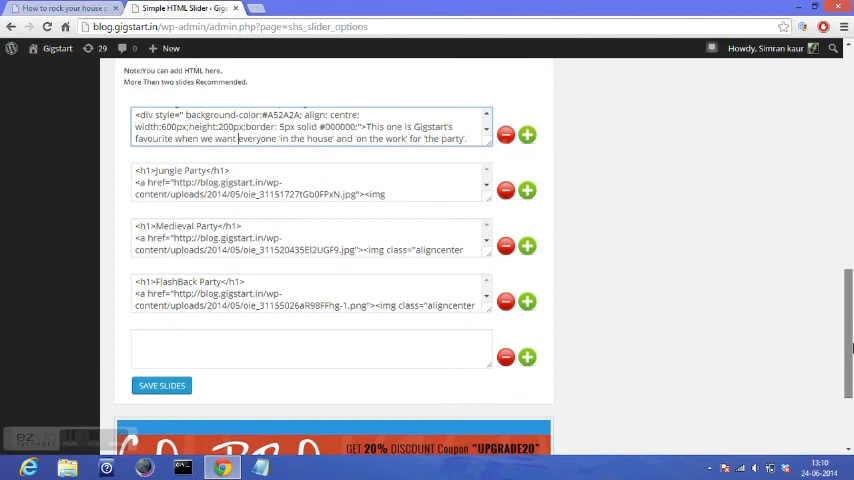 How to rock your house p
Simple HTML Slider ‹ Gigs
blog.gigstart.in/wp-admin/admin.php?page=shs_slider_options
Gigstart
29
0
New
Howdy, Simran kaur
Note:You can add HTML here.
More Than two slides Recommended.
<div style=" background-color:#A52A2A; align: centre;
width:600px;height:200px;border: 5px solid #000000;">This one is Gigstart's
favourite when we want everyone 'in the house' and 'on the work' for 'the party'.
<h1>Jungle Party</h1>
<a href="http://blog.gigstart.in/wp-
content/uploads/2014/05/oie_31151727tGb0FPxN.jpg"><img
<h1>Medieval Party</h1>
<a href="http://blog.gigstart.in/wp-
content/uploads/2014/05/oie_311520435El2UGF9.jpg"><img class="aligncenter
<h1>FlashBack Party</h1>
<a href="http://blog.gigstart.in/wp-
content/uploads/2014/05/oie_31155026aR98FFhg-1.png"><img class="aligncenter
SAVE SLIDES
GET 20% DISCOUNT Coupon "UPGRADE20"
ezvid
RECORDER
PAUSE
STOP
13:10
24-06-2014